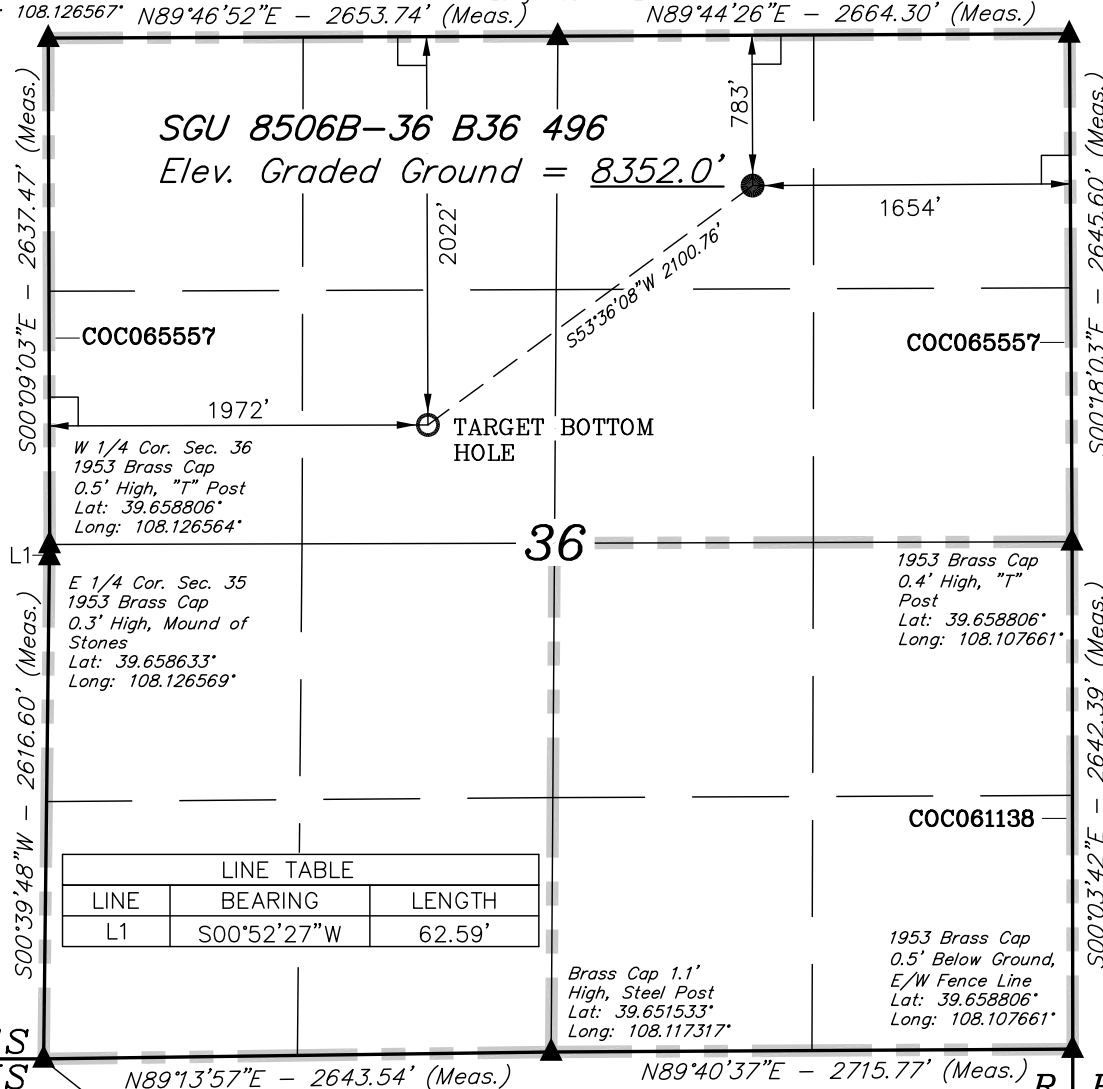 108.126567°
N89°46'52"E - 2653.74' (Meas.)
N89°44'26"E - 2664.30' (Meas.)
S00°09'03"E - 2637.47' (Meas.)
783'
SGU 8506B-36 B36 496
Elev. Graded Ground = 8352.0'
2022'
1654'
S53°36'08"W 2100.76'
S00°18'03"E - 2645.60' (Meas.)
COC065557
COC065557
1972'
TARGET BOTTOM
HOLE
W 1/4 Cor. Sec. 36
1953 Brass Cap
0.5' High, "T" Post
Lat: 39.658806°
Long: 108.126564°
36
L1
E 1/4 Cor. Sec. 35
1953 Brass Cap
0.3' High, Mound of
Stones
Lat: 39.658633°
Long: 108.126569°
1953 Brass Cap
0.4' High, "T"
Post
Lat: 39.658806°
Long: 108.107661°
S00°39'48"W - 2616.60' (Meas.)
S00°03'42"E - 2642.39' (Meas.)
COC061138
LINE TABLE
LINE BEARING LENGTH
L1 S00°52'27"W 62.59'
Brass Cap 1.1'
High, Steel Post
Lat: 39.651533°
Long: 108.117317°
1953 Brass Cap
0.5' Below Ground,
E/W Fence Line
Lat: 39.658806°
Long: 108.107661°
S
S
N89°13'57"E - 2643.54' (Meas.)
N89°40'37"E - 2715.77' (Meas.)
R